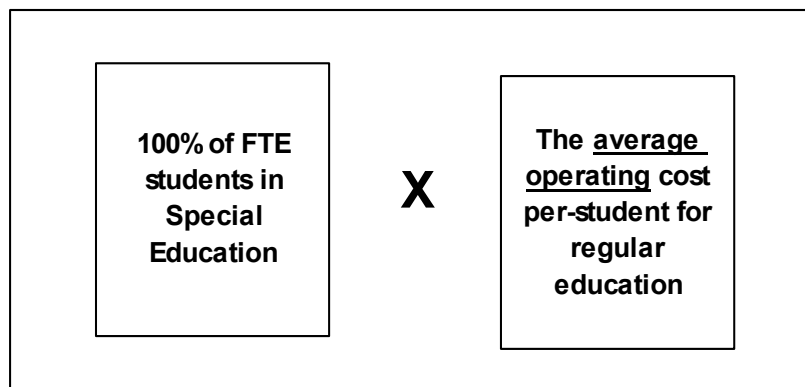 100% of FTE
students in
Special
Education
X
The average
operating cost
per-student for
regular
education